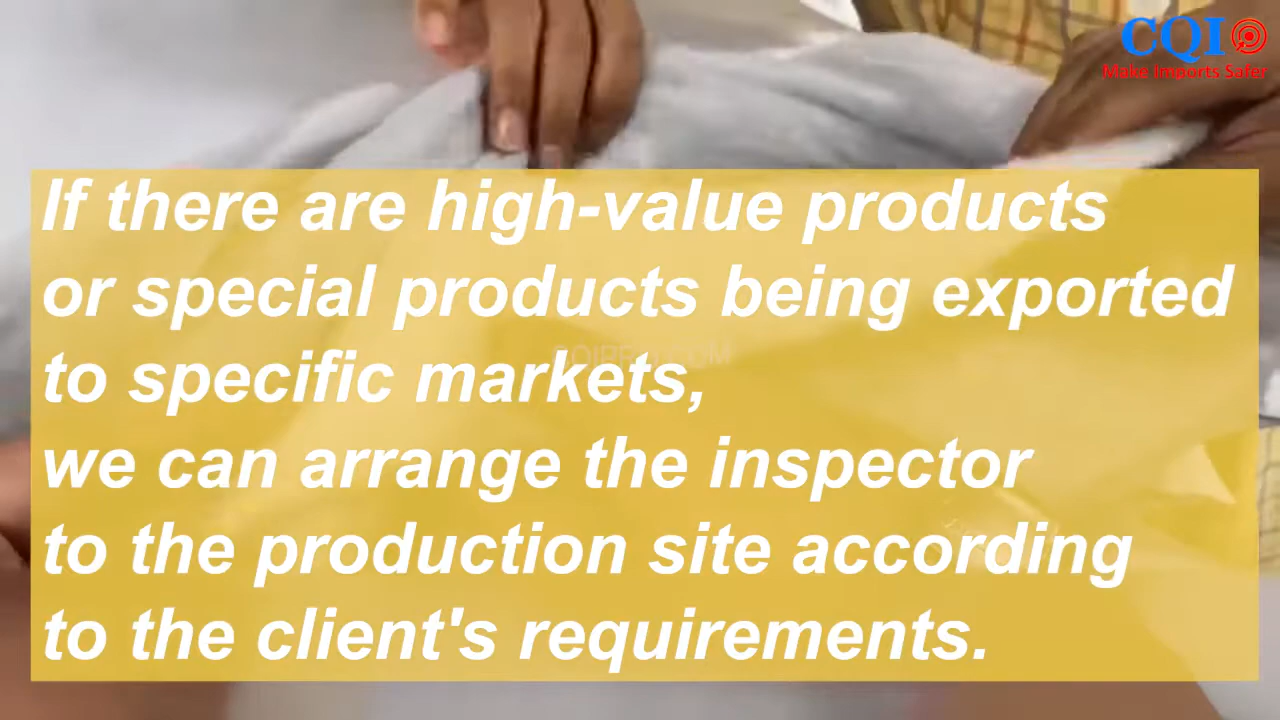 CQI
Make Imports Safer
If there are high-value products
or special products being exported
to specific markets,
we can arrange the inspector
to the production site according
to the client's requirements.